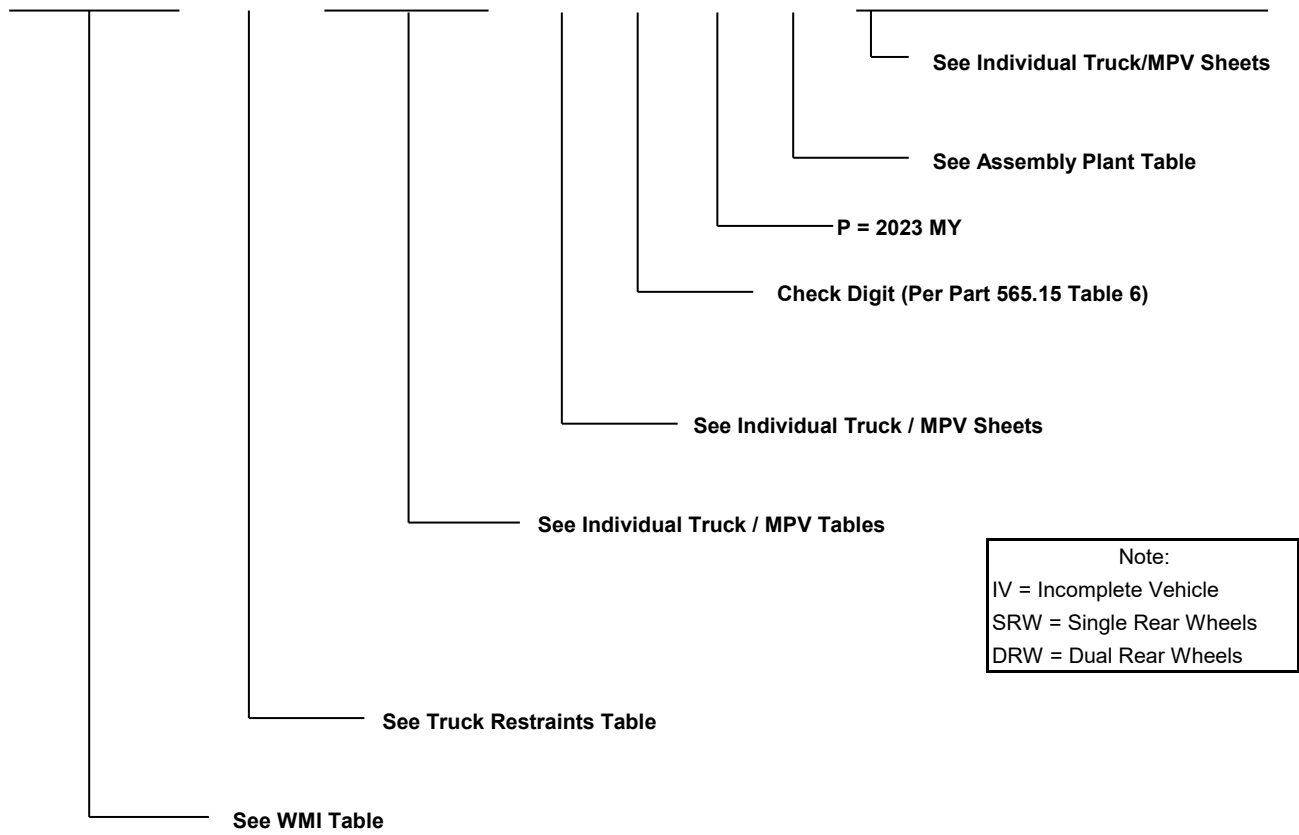 See Individual Truck/MPV Sheets
See Assembly Plant Table
P = 2023 MY
Check Digit (Per Part 565.15 Table 6)
See Individual Truck / MPV Sheets
See Individual Truck / MPV Tables
Note:
IV = Incomplete Vehicle
SRW = Single Rear Wheels
DRW = Dual Rear Wheels
See Truck Restraints Table
See WMI Table